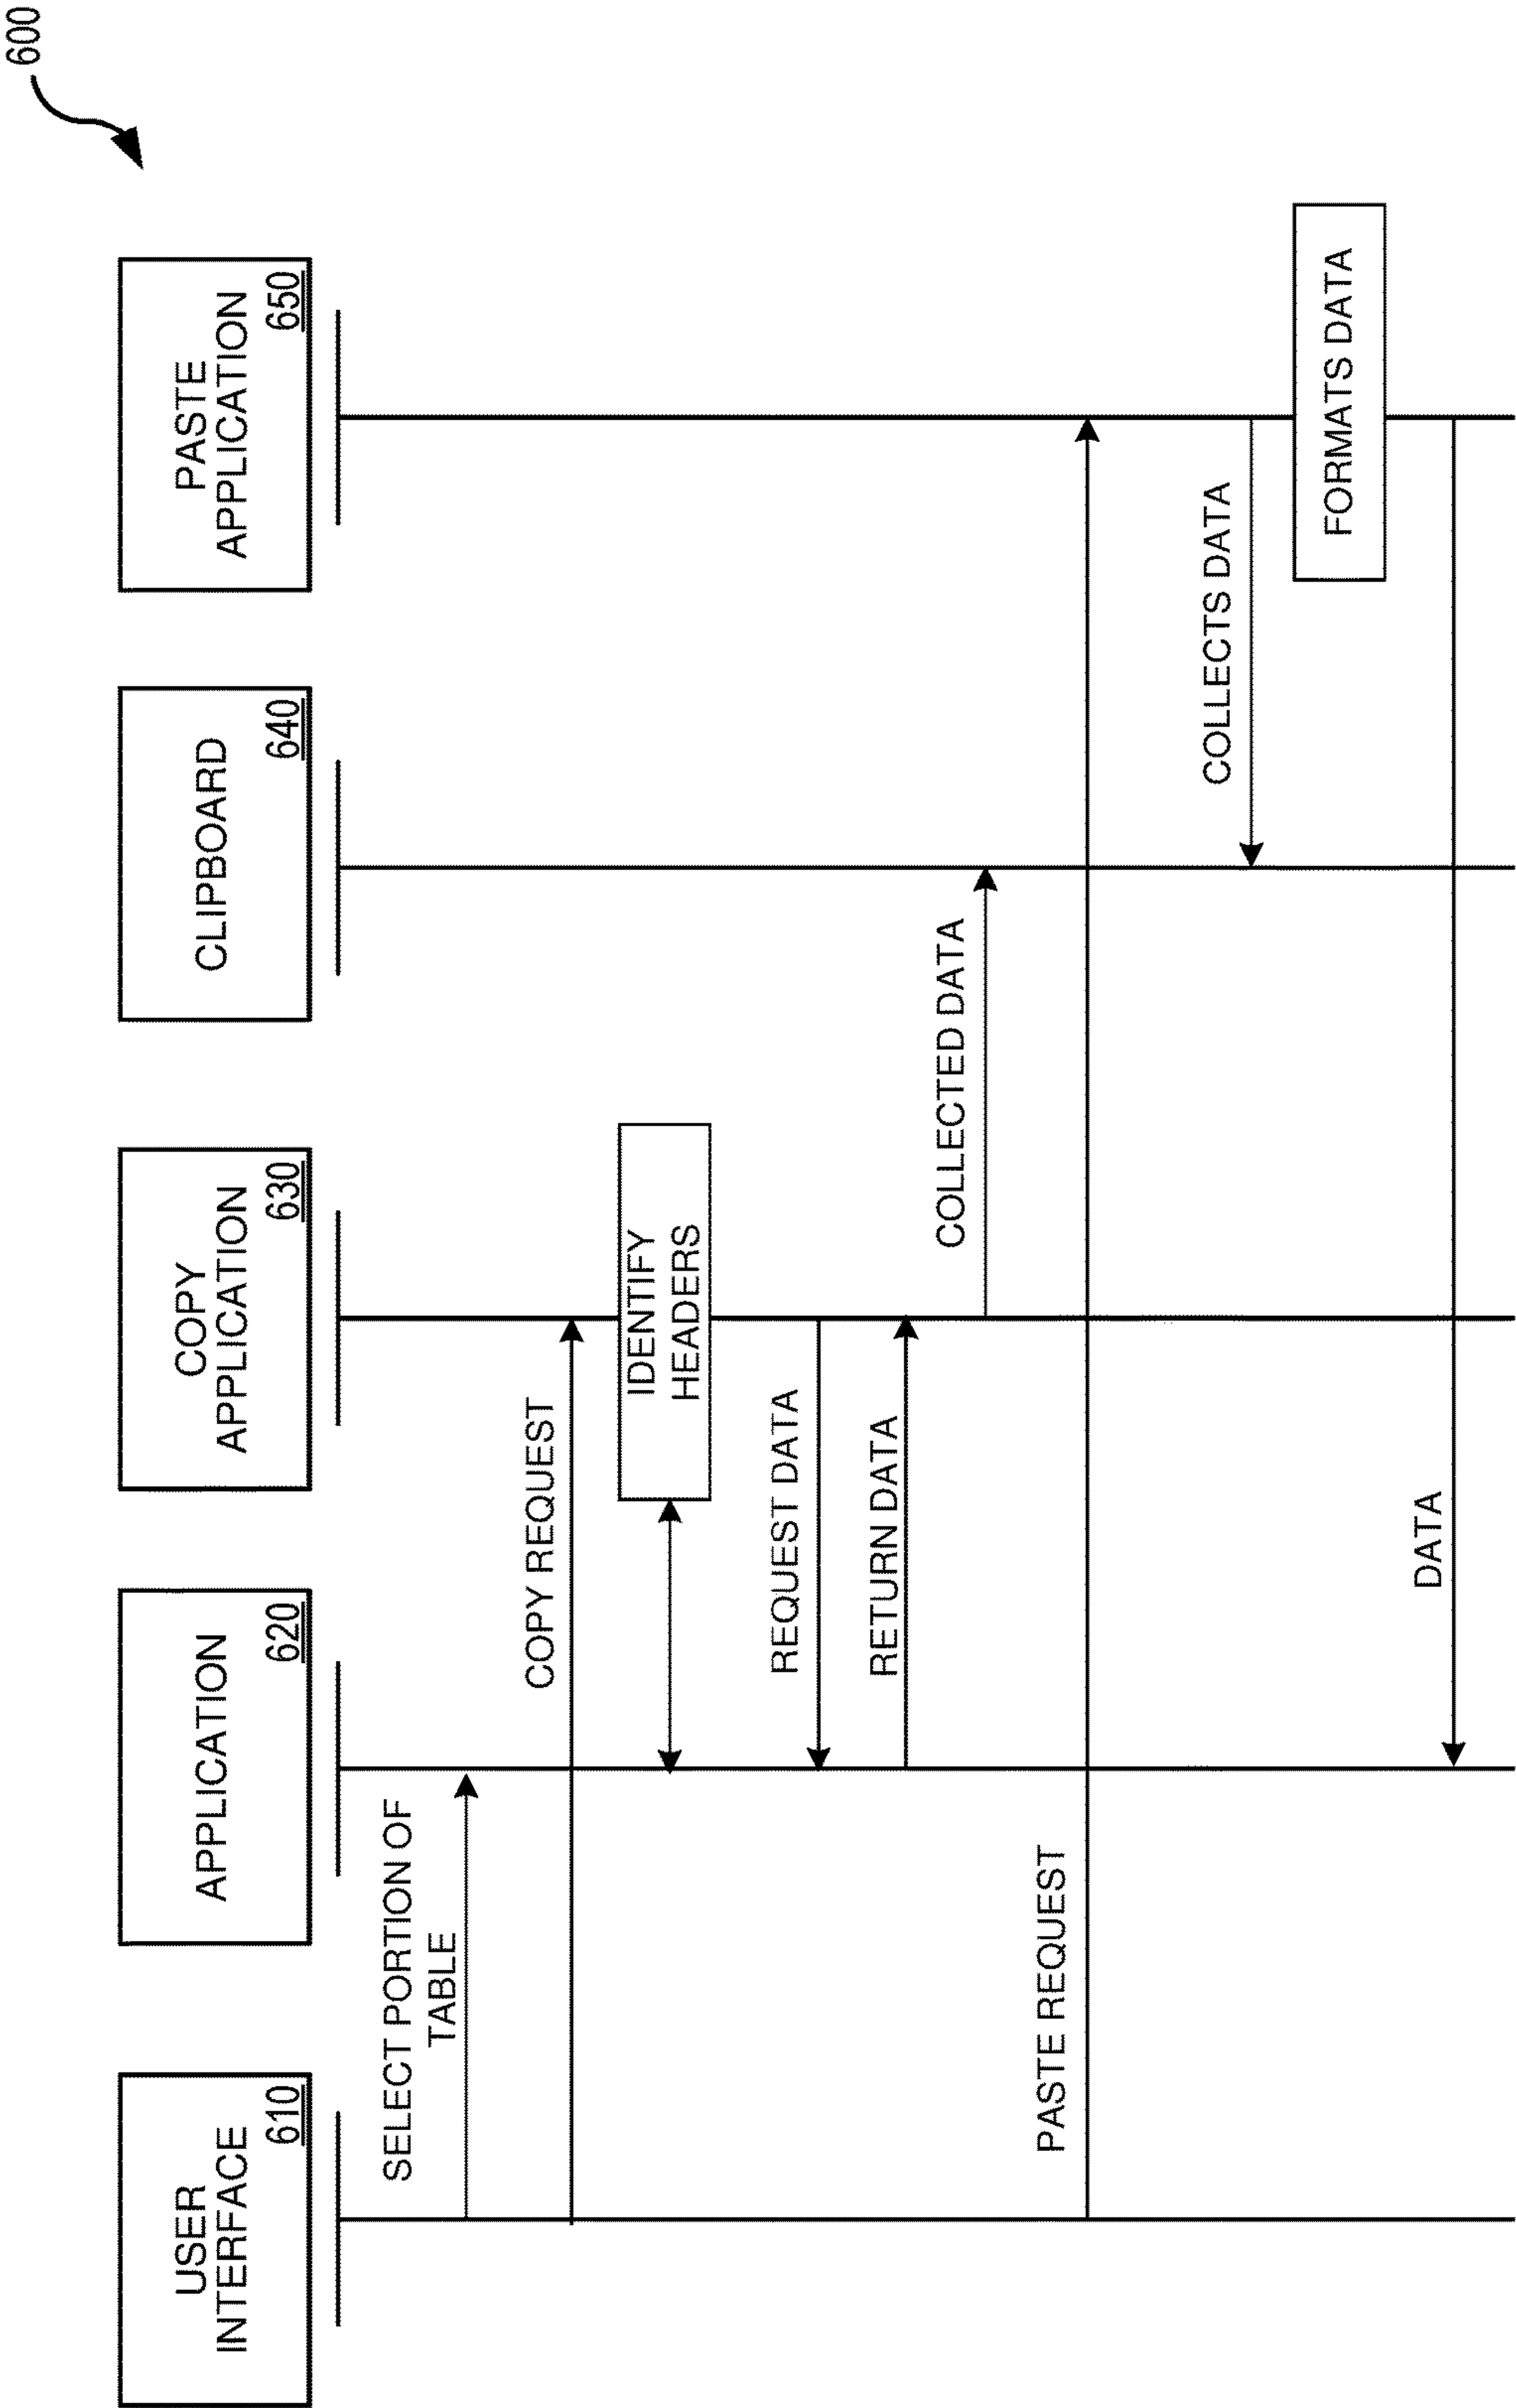 600
USER
INTERFACE
610
APPLICATION
620
COPY
APPLICATION
630
CLIPBOARD
640
PASTE
APPLICATION
650
SELECT PORTION OF
TABLE
COPY REQUEST
IDENTIFY
HEADERS
REQUEST DATA
RETURN DATA
COLLECTED DATA
PASTE REQUEST
COLLECTS DATA
FORMATS DATA
DATA